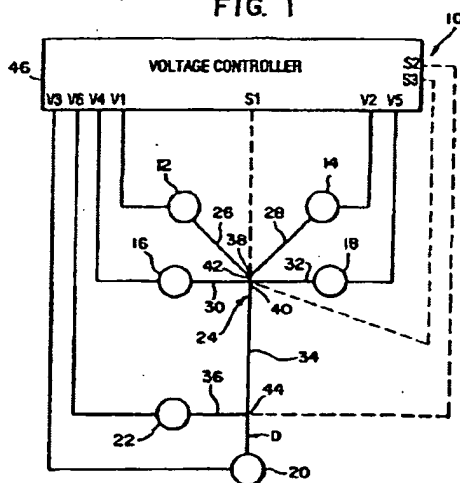 FIG. 1
10
46
VOLTAGE CONTROLLER
S2
S3
V3 V6 V4 V1 S1 V2 V5
12 14
26 28
38
16 42 32 18
30 40
24
34
36 44
22 D
20